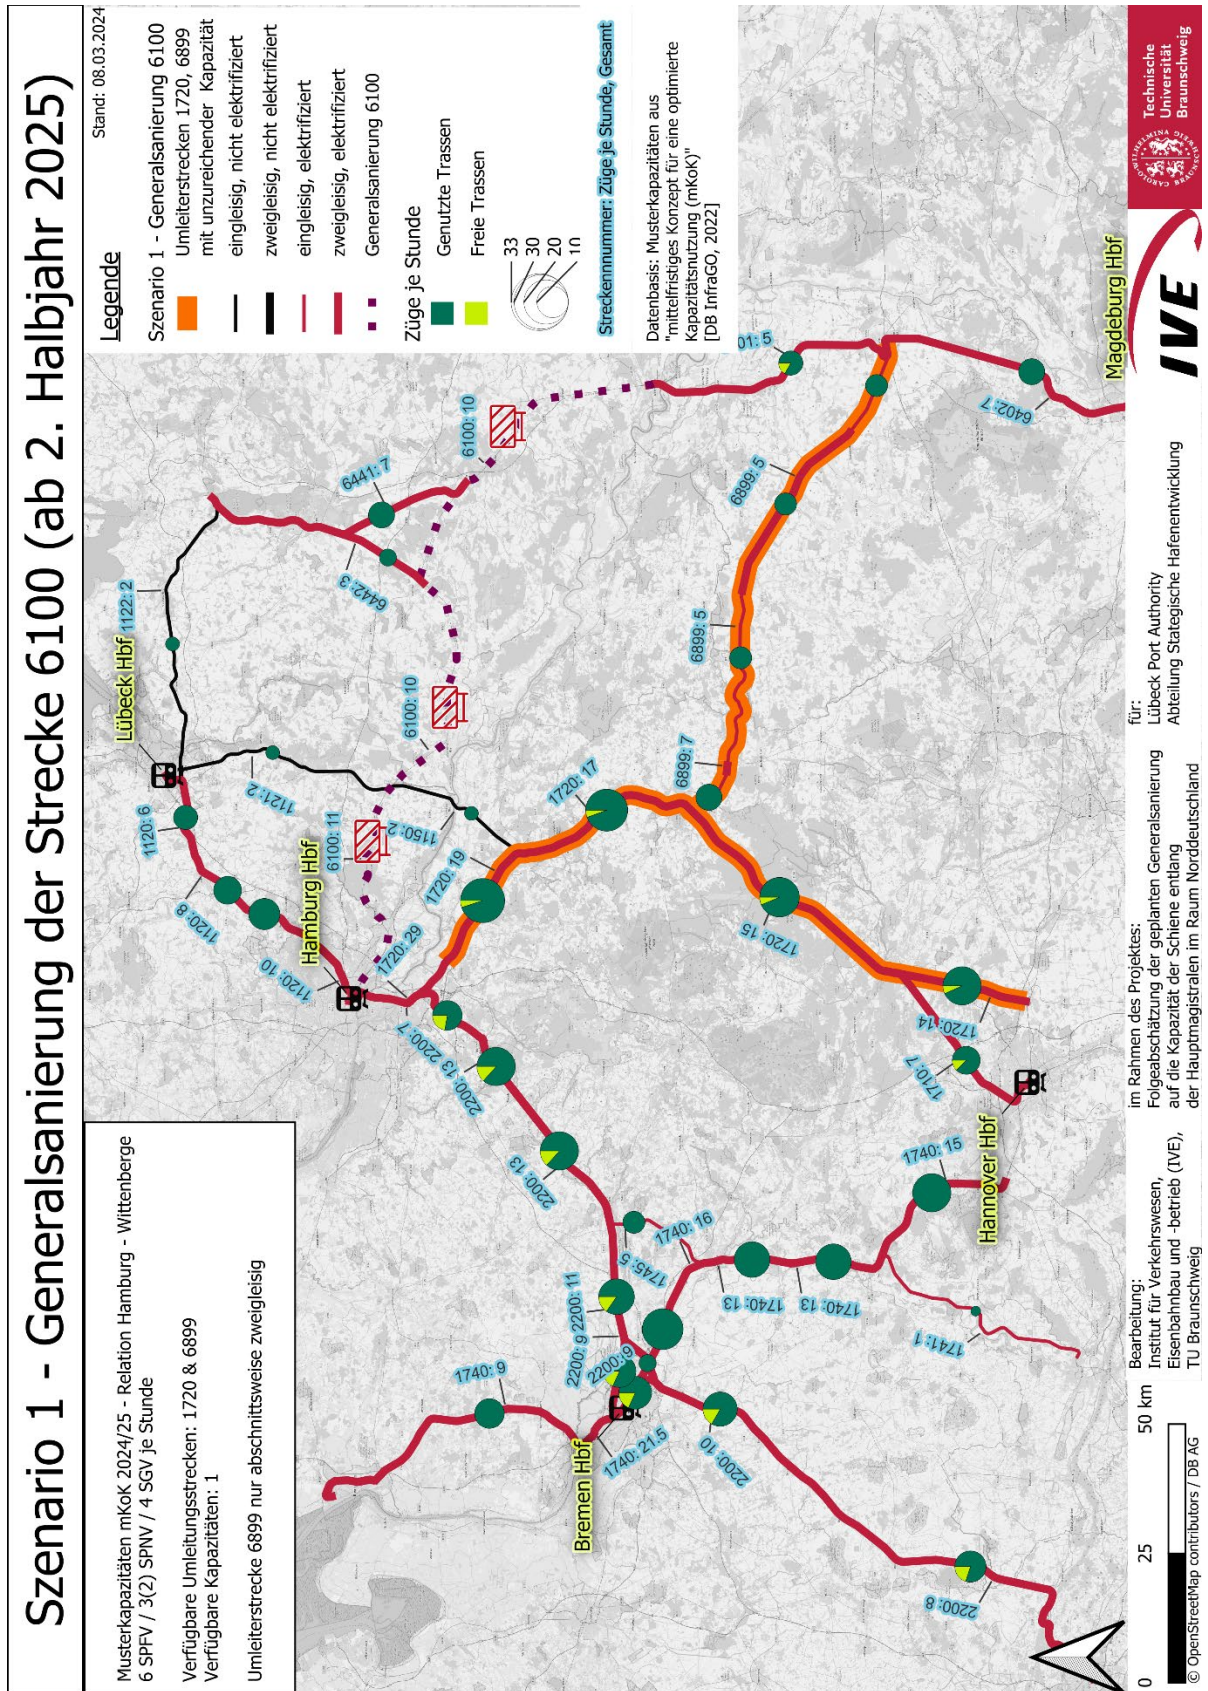 Szenario 1 - Generalsanierung der Strecke 6100 (ab 2. Halbjahr 2025)
Musterkapazitäten mKoK 2024/25 - Relation Hamburg - Wittenberge
6 SPFV / 3(2) SPNV / 4 SGV je Stunde
Verfügbare Umleitungsstrecken: 1720 & 6899
Verfügbare Kapazitäten: 1
Umleiterstrecke 6899 nur abschnittsweise zweigleisig
Stand: 08.03.2024
Legende
Szenario 1 - Generalsanierung 6100
Umleiterstrecken 1720, 6899
mit unzureichender Kapazität
eingleisig, nicht elektrifiziert
zweigleisig, nicht elektrifiziert
eingleisig, elektrifiziert
zweigleisig, elektrifiziert
Generalsanierung 6100
Züge je Stunde
Genutzte Trassen
Freie Trassen
33
30
20
10
Streckennnummer: Züge je Stunde, Gesamt
Datenbasis: Musterkapazitäten aus
"mittelfristiges Konzept für eine optimierte
Kapazitätsnutzung (mKoK)"
[DB InfraGO, 2022]
Lübeck Hbf
1122: 2
1120: 6
1121: 2
1120: 8
1120: 10
Hamburg Hbf
6100: 11
6100: 10
6100: 10
6441: 7
6442: 3
1150: 2
1720: 29
1720: 19
1720: 17
2200: 7
2200: 13
2200: 13
2200: 11
2200: 9
2200: 9
1740: 9
Bremen Hbf
1740: 21.5
2200: 10
2200: 8
1745: 5
1740: 16
1740: 13
1740: 13
1740: 15
1741: 1
Hannover Hbf
1710: 7
1720: 14
1720: 15
6899: 7
6899: 5
6899: 5
01: 5
6402: 7
Magdeburg Hbf
0
25
50 km
© OpenStreetMap contributors / DB AG
Bearbeitung:
Institut für Verkehrswesen,
Eisenbahnbau und -betrieb (IVE),
TU Braunschweig
im Rahmen des Projektes:
Folgeabschätzung der geplanten Generalsanierung
auf die Kapazität der Schiene entlang
der Hauptmagistralen im Raum Norddeutschland
für:
Lübeck Port Authority
Abteilung Stategische Hafenentwicklung
IVE
CAROLO-WILHELMINA
BRAUNSCHWEIG
Technische
Universität
Braunschweig